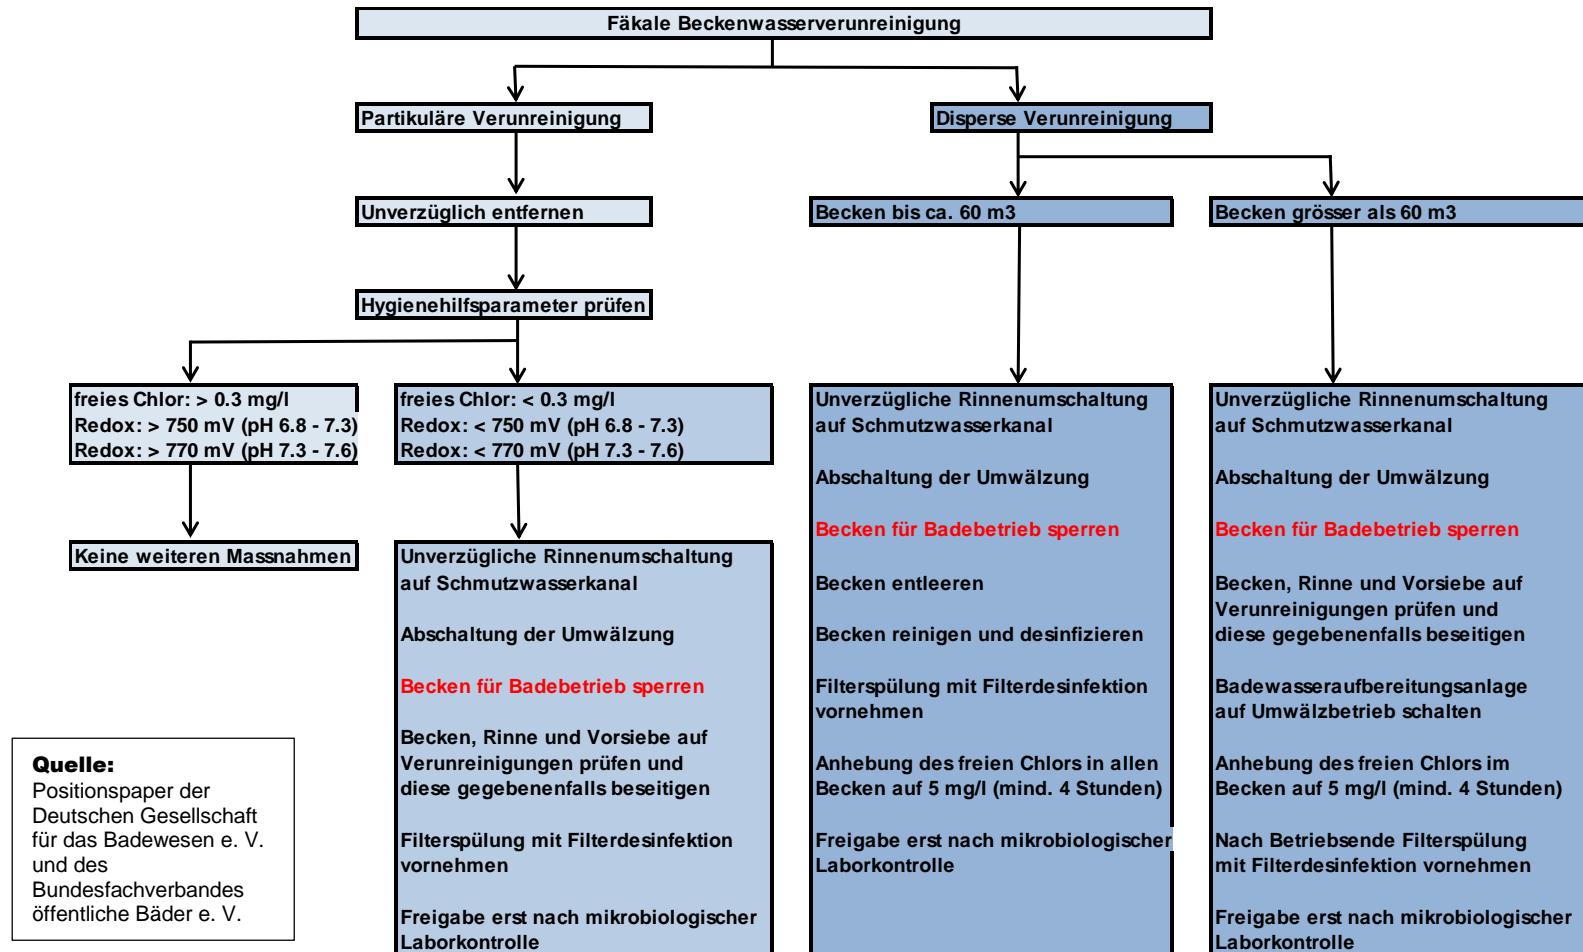 Fäkale Beckenwasserverunreinigung
Partikuläre Verunreinigung
Disperse Verunreinigung
Unverzüglich entfernen
Becken bis ca. 60 m3
Becken grösser als 60 m3
Hygienehilfsparameter prüfen
freies Chlor: > 0.3 mg/l
Redox: > 750 mV (pH 6.8 - 7.3)
Redox: > 770 mV (pH 7.3 - 7.6)
freies Chlor: < 0.3 mg/l
Redox: < 750 mV (pH 6.8 - 7.3)
Redox: < 770 mV (pH 7.3 - 7.6)
Keine weiteren Massnahmen
Unverzügliche Rinnenumschaltung
auf Schmutzwasserkanal
Abschaltung der Umwälzung
Becken für Badebetrieb sperren
Becken, Rinne und Vorsiebe auf
Verunreinigungen prüfen und
diese gegebenenfalls beseitigen
Filterspülung mit Filterdesinfektion
vornehmen
Freigabe erst nach mikrobiologischer
Laborkontrolle
Unverzügliche Rinnenumschaltung
auf Schmutzwasserkanal
Abschaltung der Umwälzung
Becken für Badebetrieb sperren
Becken entleeren
Becken reinigen und desinfizieren
Filterspülung mit Filterdesinfektion
vornehmen
Anhebung des freien Chlors in allen
Becken auf 5 mg/l (mind. 4 Stunden)
Freigabe erst nach mikrobiologischer
Laborkontrolle
Unverzügliche Rinnenumschaltung
auf Schmutzwasserkanal
Abschaltung der Umwälzung
Becken für Badebetrieb sperren
Becken, Rinne und Vorsiebe auf
Verunreinigungen prüfen und
diese gegebenenfalls beseitigen
Badewasseraufbereitungsanlage
auf Umwälzbetrieb schalten
Anhebung des freien Chlors im
Becken auf 5 mg/l (mind. 4 Stunden)
Nach Betriebsende Filterspülung
mit Filterdesinfektion vornehmen
Freigabe erst nach mikrobiologischer
Laborkontrolle
Quelle:
Positionspaper der
Deutschen Gesellschaft
für das Badewesen e. V.
und des
Bundesfachverbandes
öffentliche Bäder e. V.